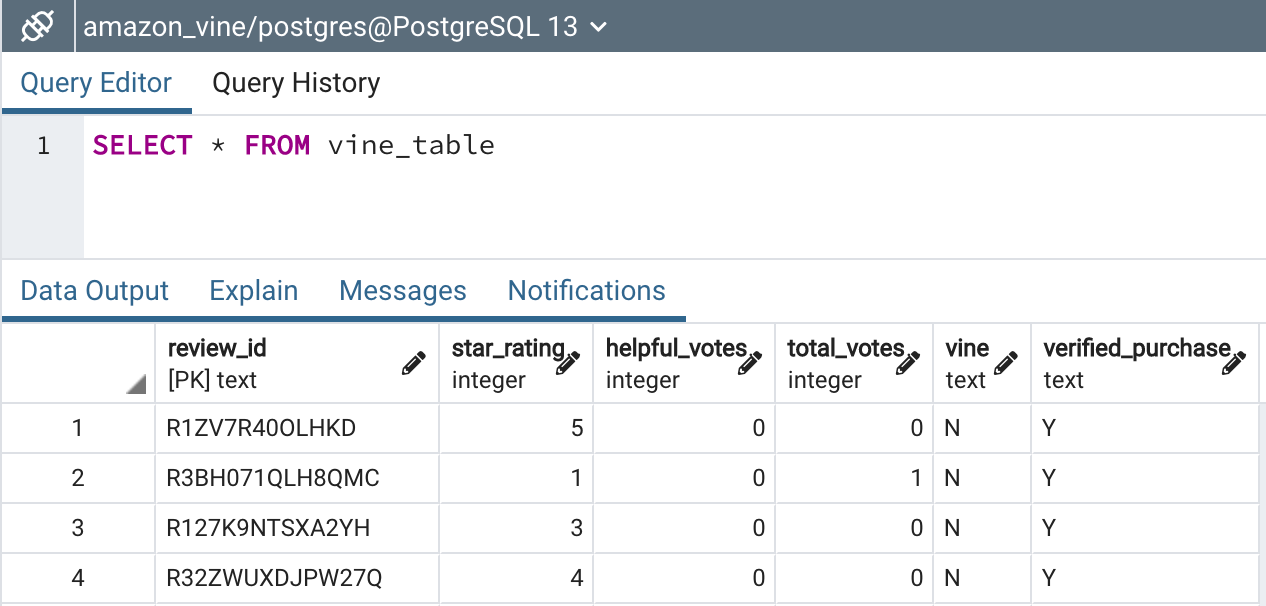 amazon_vine/postgres@PostgreSQL 13
Query Editor Query History
1 SELECT * FROM vine_table
Data Output Explain Messages Notifications
review_id star_rating helpful_votes total_votes vine verified_purchase
[PK] text integer integer integer text text
1 R1ZV7R40OLHKD 5 0 0 N Y
2 R3BH071QLH8QMC 1 0 1 N Y
3 R127K9NTSXA2YH 3 0 0 N Y
4 R32ZWUXDJPW27Q 4 0 0 N Y